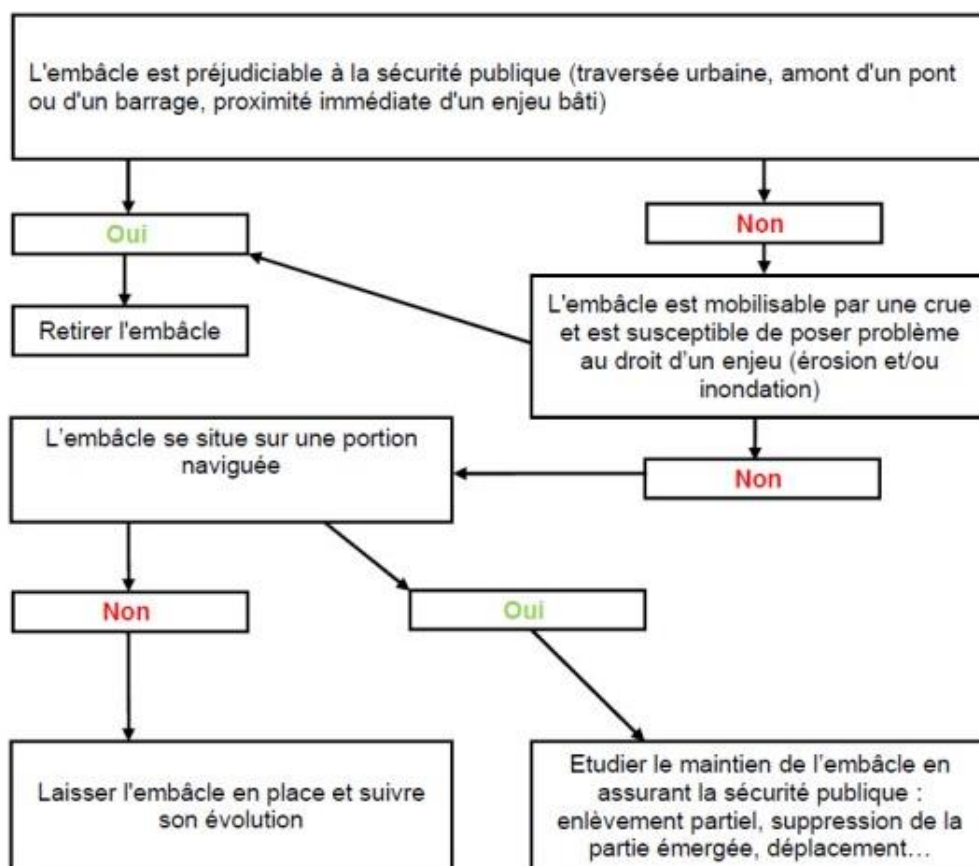 L'embâcle est préjudiciable à la sécurité publique (traversée urbaine, amont d'un pont
ou d'un barrage, proximité immédiate d'un enjeu bâti)
Oui
Non
Retirer l'embâcle
L'embâcle est mobilisable par une crue
et est susceptible de poser problème
au droit d'un enjeu (érosion et/ou
inondation)
Non
L'embâcle se situe sur une portion
naviguée
Non
Oui
Laisser l'embâcle en place et suivre
son évolution
Etudier le maintien de l'embâcle en
assurant la sécurité publique :
enlèvement partiel, suppression de la
partie émergée, déplacement…